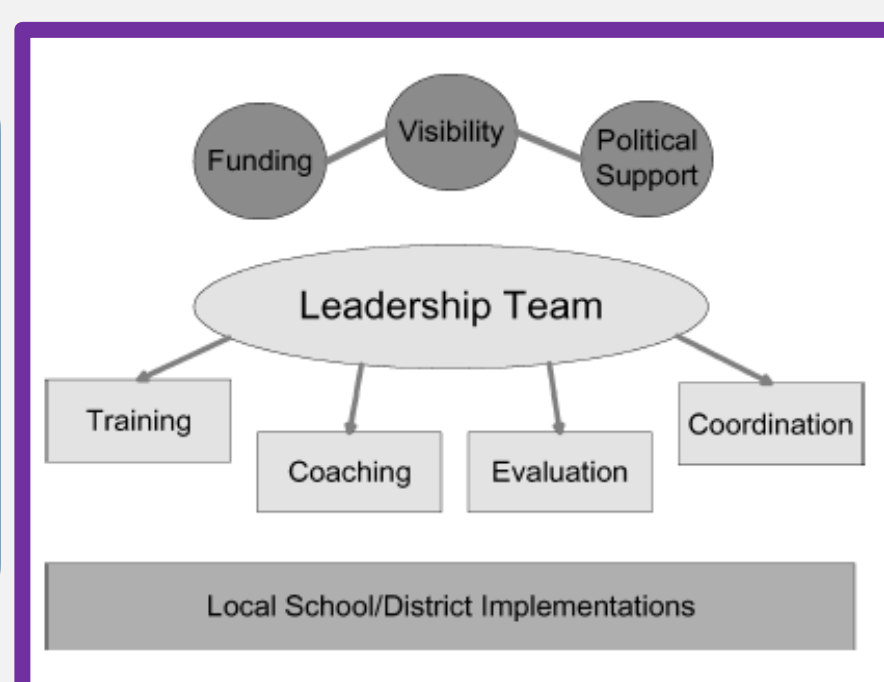 Funding
Visibility
Political
Support
Leadership Team
Training
Coaching
Evaluation
Coordination
Local School/District Implementations